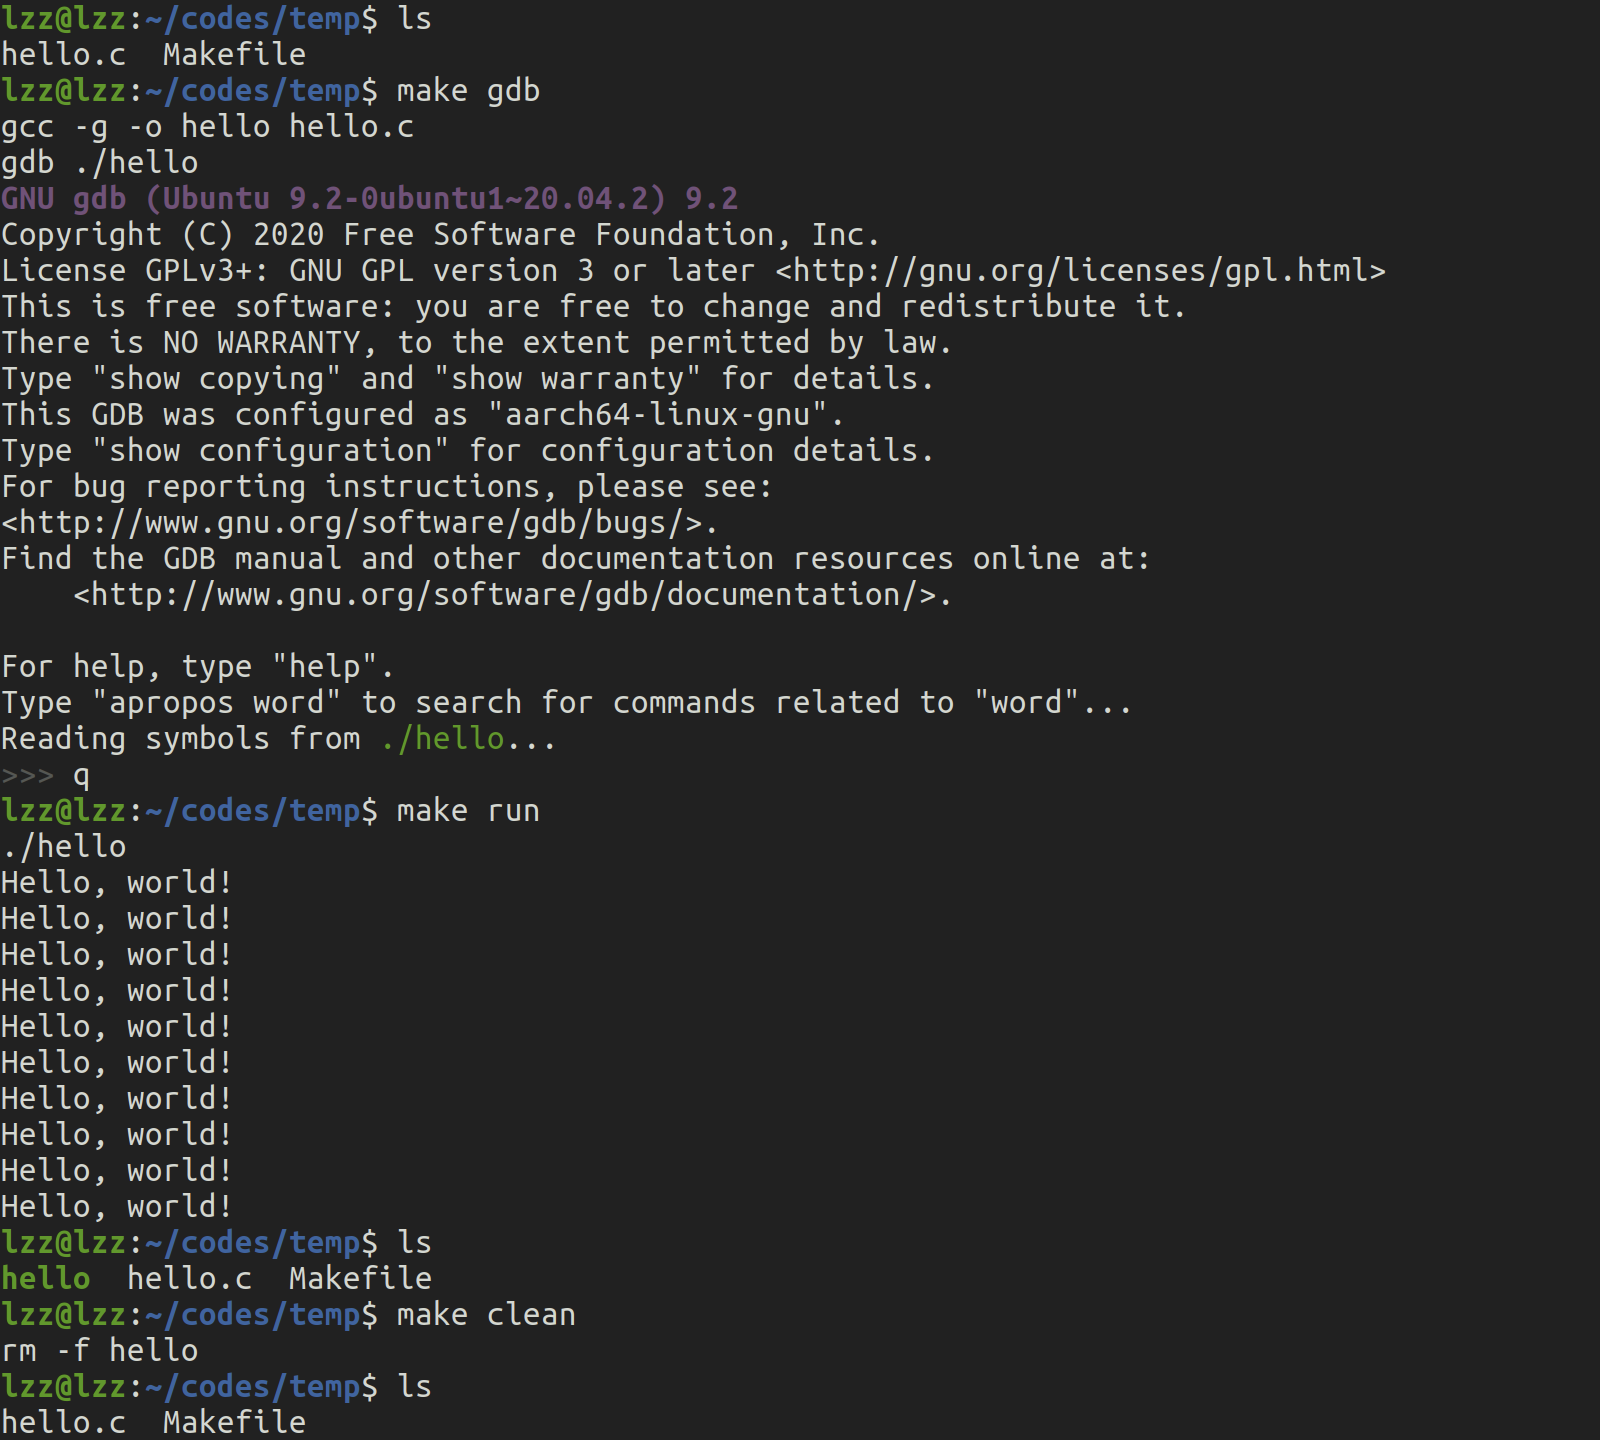 lzz@lzz:~/codes/temp$ ls
hello.c  Makefile
lzz@lzz:~/codes/temp$ make gdb
gcc -g -o hello hello.c
gdb ./hello
GNU gdb (Ubuntu 9.2-0ubuntu1~20.04.2) 9.2
Copyright (C) 2020 Free Software Foundation, Inc.
License GPLv3+: GNU GPL version 3 or later <http://gnu.org/licenses/gpl.html>
This is free software: you are free to change and redistribute it.
There is NO WARRANTY, to the extent permitted by law.
Type "show copying" and "show warranty" for details.
This GDB was configured as "aarch64-linux-gnu".
Type "show configuration" for configuration details.
For bug reporting instructions, please see:
<http://www.gnu.org/software/gdb/bugs/>.
Find the GDB manual and other documentation resources online at:
    <http://www.gnu.org/software/gdb/documentation/>.

For help, type "help".
Type "apropos word" to search for commands related to "word"...
Reading symbols from ./hello...
>>> q
lzz@lzz:~/codes/temp$ make run
./hello
Hello, world!
Hello, world!
Hello, world!
Hello, world!
Hello, world!
Hello, world!
Hello, world!
Hello, world!
Hello, world!
Hello, world!
lzz@lzz:~/codes/temp$ ls
hello  hello.c  Makefile
lzz@lzz:~/codes/temp$ make clean
rm -f hello
lzz@lzz:~/codes/temp$ ls
hello.c  Makefile